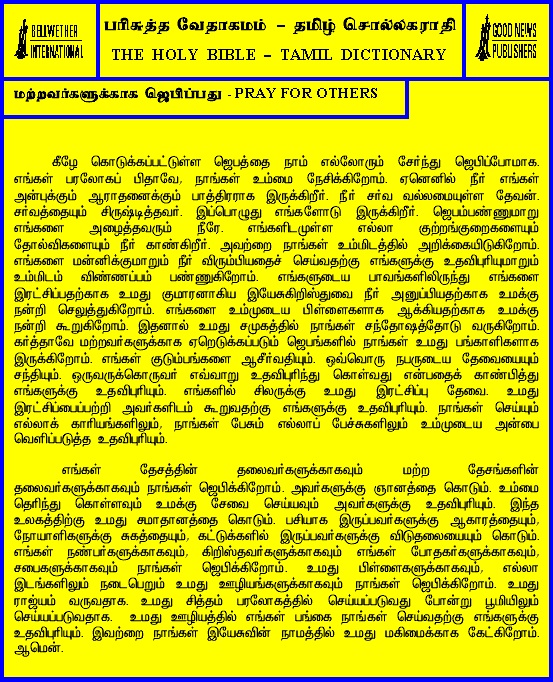 BELLWETHER
INTERNATIONAL
பரிசுத்த வேதாகமம் – தமிழ் சொல்லகராதி
THE HOLY BIBLE – TAMIL DICTIONARY
GOOD NEWS
PUBLISHERS
மற்றவர்களுக்காக ஜெபிப்பது - PRAY FOR OTHERS
கீழே கொடுக்கப்பட்டுள்ள ஜெபத்தை நாம் எல்லோரும் சேர்ந்து ஜெபிப்போமாக.
எங்கள் பரலோகப் பிதாவே, நாங்கள் உம்மை நேசிக்கிறோம். ஏனெனில் நீர் எங்கள்
அன்புக்கும் ஆராதனைக்கும் பாத்திரராக இருக்கிறீர். நீர் சர்வ வல்லமையுள்ள தேவன்.
சர்வத்தையும் சிருஷ்டித்தவர். இப்பொழுது எங்களோடு இருக்கிறீர். ஜெபம்பண்ணுமாறு
எங்களை அழைத்தவரும் நீரே. எங்களிடமுள்ள எல்லா குற்றங்குறைகளையும்
தோல்விகளையும் நீர் காண்கிறீர். அவற்றை நாங்கள் உம்மிடத்தில் அறிக்கையிடுகிறோம்.
எங்களை மன்னிக்குமாறும் நீர் விரும்பியதைச் செய்வதற்கு எங்களுக்கு உதவிபுரியுமாறும்
உம்மிடம் விண்ணப்பம் பண்ணுகிறோம். எங்களுடைய பாவங்களிலிருந்து எங்களை
இரட்சிப்பதற்காக உமது குமாரனாகிய இயேசுகிறிஸ்துவை நீர் அனுப்பியதற்காக உமக்கு
நன்றி செலுத்துகிறோம். எங்களை உம்முடைய பிள்ளைகளாக ஆக்கியதற்காக உமக்கு
நன்றி கூறுகிறோம். இதனால் உமது சமுகத்தில் நாங்கள் சந்தோஷத்தோடு வருகிறோம்.
கர்த்தாவே மற்றவர்களுக்காக ஏறெடுக்கப்படும் ஜெபங்களில் நாங்கள் உமது பங்காளிகளாக
இருக்கிறோம். எங்கள் குடும்பங்களை ஆசீர்வதியும். ஒவ்வொரு நபருடைய தேவையையும்
சந்தியும். ஒருவருக்கொருவர் எவ்வாறு உதவிபுரிந்து கொள்வது என்பதைக் காண்பித்து
எங்களுக்கு உதவிபுரியும். எங்களில் சிலருக்கு உமது இரட்சிப்பு தேவை. உமது
இரட்சிப்பைப்பற்றி அவர்களிடம் கூறுவதற்கு எங்களுக்கு உதவிபுரியும். நாங்கள் செய்யும்
எல்லாக் காரியங்களிலும், நாங்கள் பேசும் எல்லாப் பேச்சுகளிலும் உம்முடைய அன்பை
வெளிப்படுத்த உதவிபுரியும்.
எங்கள் தேசத்தின் தலைவர்களுக்காகவும் மற்ற தேசங்களின்
தலைவர்களுக்காகவும் நாங்கள் ஜெபிக்கிறோம். அவர்களுக்கு ஞானத்தை கொடும். உம்மை
தெரிந்து கொள்ளவும் உமக்கு சேவை செய்யவும் அவர்களுக்கு உதவிபுரியும். இந்த
உலகத்திற்கு உமது சமாதானத்தை கொடும். பசியாக இருப்பவர்களுக்கு ஆகாரத்தையும்,
நோயாளிகளுக்கு சுகத்தையும், கட்டுக்களில் இருப்பவர்களுக்கு விடுதலையையும் கொடும்.
எங்கள் நண்பர்களுக்காகவும், கிறிஸ்தவர்களுக்காகவும் எங்கள் போதகர்களுக்காகவும்,
சபைகளுக்காகவும் நாங்கள் ஜெபிக்கிறோம். உமது பிள்ளைகளுக்காகவும், எல்லா
இடங்களிலும் நடைபெறும் உமது ஊழியங்களுக்காகவும் நாங்கள் ஜெபிக்கிறோம். உமது
ராஜ்யம் வருவதாக. உமது சித்தம் பரலோகத்தில் செய்யப்படுவது போன்று பூமியிலும்
செய்யப்படுவதாக. உமது ஊழியத்தில் எங்கள் பங்கை நாங்கள் செய்வதற்கு எங்களுக்கு
உதவிபுரியும். இவற்றை நாங்கள் இயேசுவின் நாமத்தில் உமது மகிமைக்காக கேட்கிறோம்.
ஆமென்.